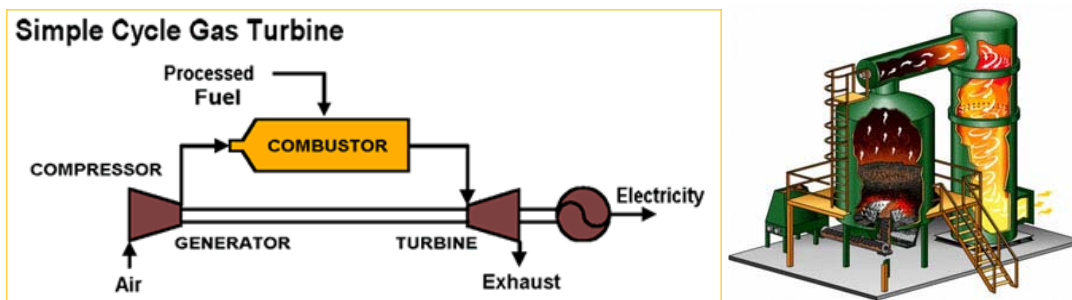 Simple Cycle Gas Turbine
Processed
Fuel
COMBUSTOR
COMPRESSOR
Electricity
GENERATOR
TURBINE
Air
Exhaust